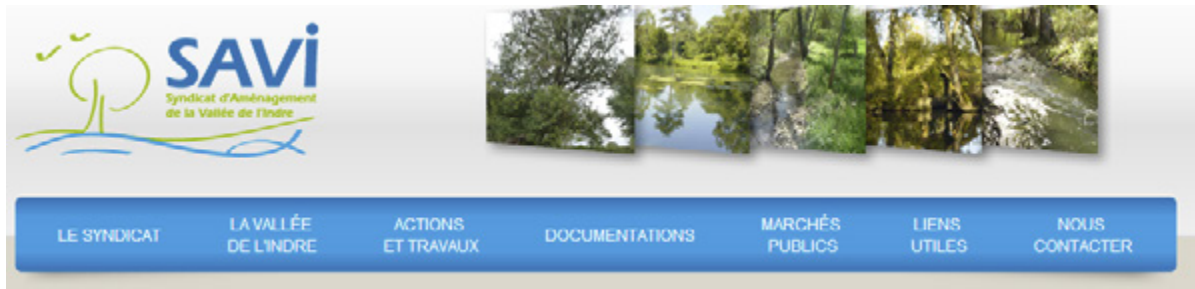 SAVI
Syndicat d'Aménagement
de la Vallée de l'Indre
LE SYNDICAT
LA VALLÉE
DE L'INDRE
ACTIONS
ET TRAVAUX
DOCUMENTATIONS
MARCHÉS
PUBLICS
LIENS
UTILES
NOUS
CONTACTER